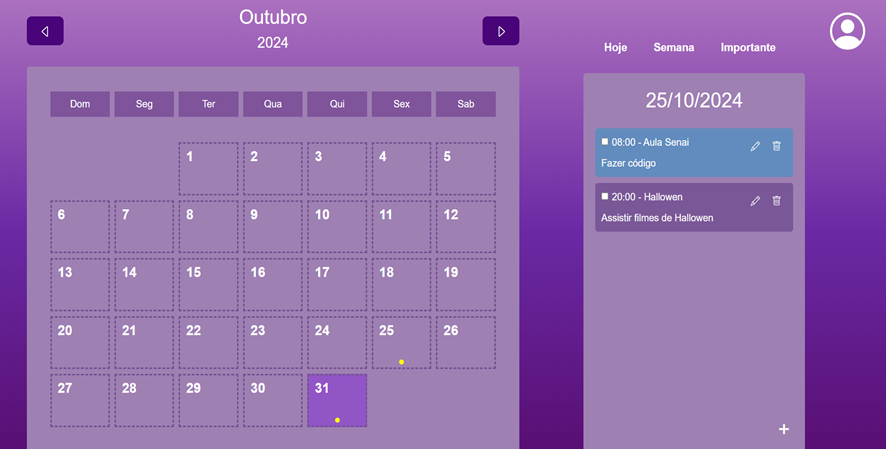 Outubro
2024
Hoje Semana Importante
Dom Seg Ter Qua Qui Sex Sab
1 2 3 4 5
6 7 8 9 10 11 12
13 14 15 16 17 18 19
20 21 22 23 24 25 26
27 28 29 30 31
25/10/2024
08:00 - Aula Senai
Fazer código
20:00 - Hallowen
Assistir filmes de Hallowen
+